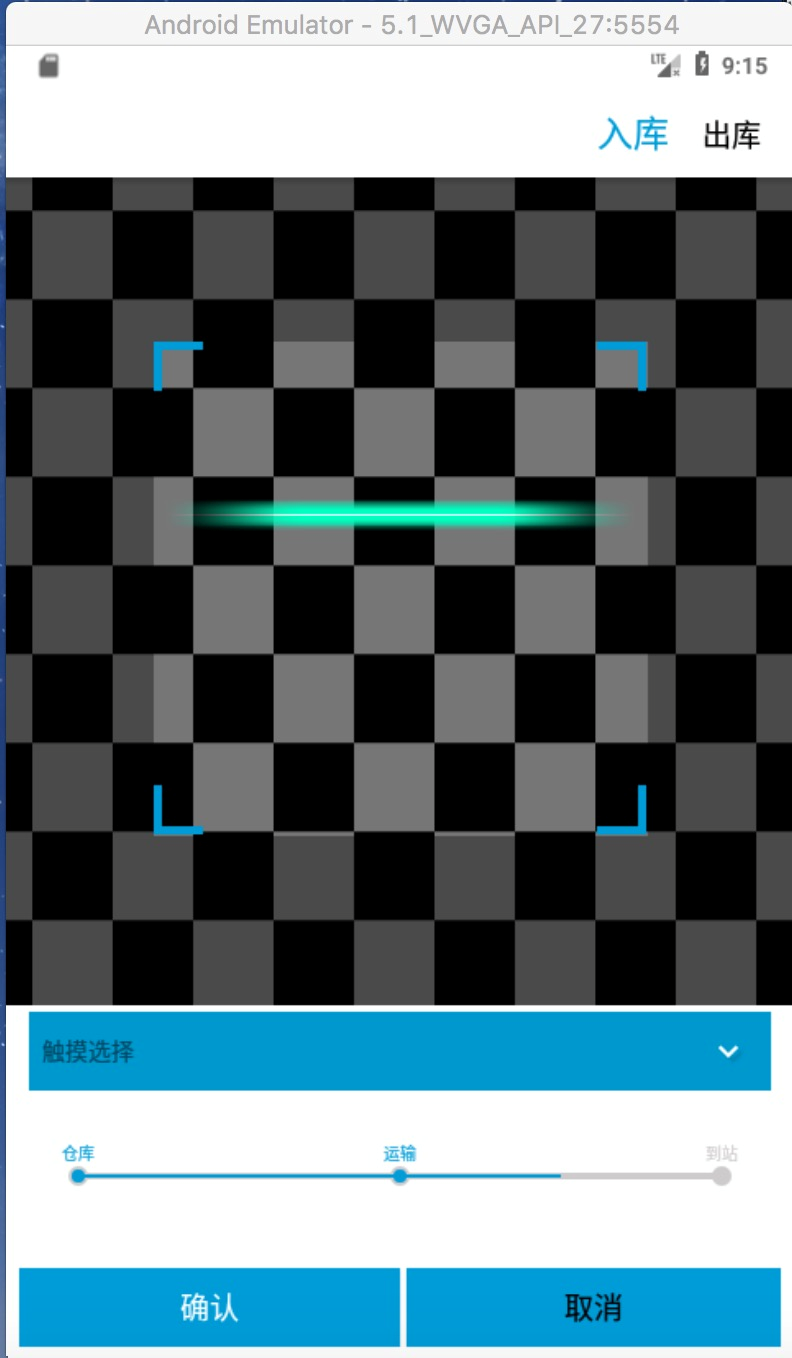 Android Emulator - 5.1_WVGA_API_27:5554
LTE 9:15
入库 出库
触摸选择
仓库 运输 到站
确认 取消